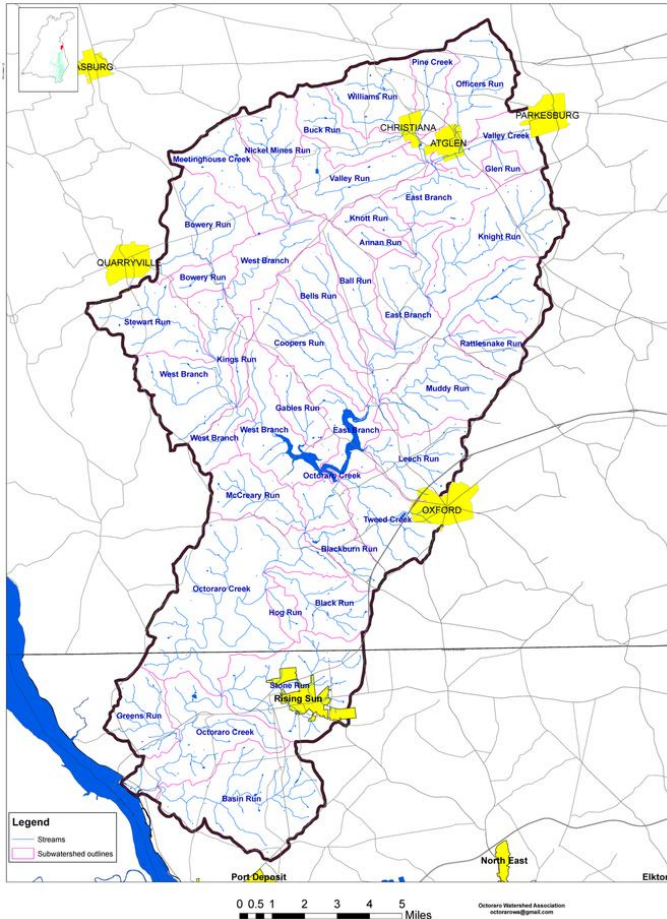 ASBURG
Pine Creek
Officers Run
Williams Run
PARKESBURG
CHRISTIANA
Buck Run
Valley Creek
ATGLEN
Nickel Mines Run
Meetinghouse Creek
Glen Run
Valley Run
East Branch
Knott Run
Bowery Run
Annan Run
Knight Run
QUARRYVILLE
West Branch
Bowery Run
Ball Run
Bells Run
East Branch
Stewart Run
Coopers Run
Rattlesnake Run
Kings Run
West Branch
Muddy Run
Gables Run
West Branch
East Branch
West Branch
Leech Run
Octoraro Creek
McCreary Run
OXFORD
Tweed Creek
Blackburn Run
Octoraro Creek
Black Run
Hog Run
Stone Run
Rising Sun
Greens Run
Octoraro Creek
Basin Run
Legend
Streams
Subwatershed outlines
North East
Port Deposit
Elkto
0 0.5 1 2 3 4 5
Miles
Octoraro Watershed Association
octorarowa@gmail.com